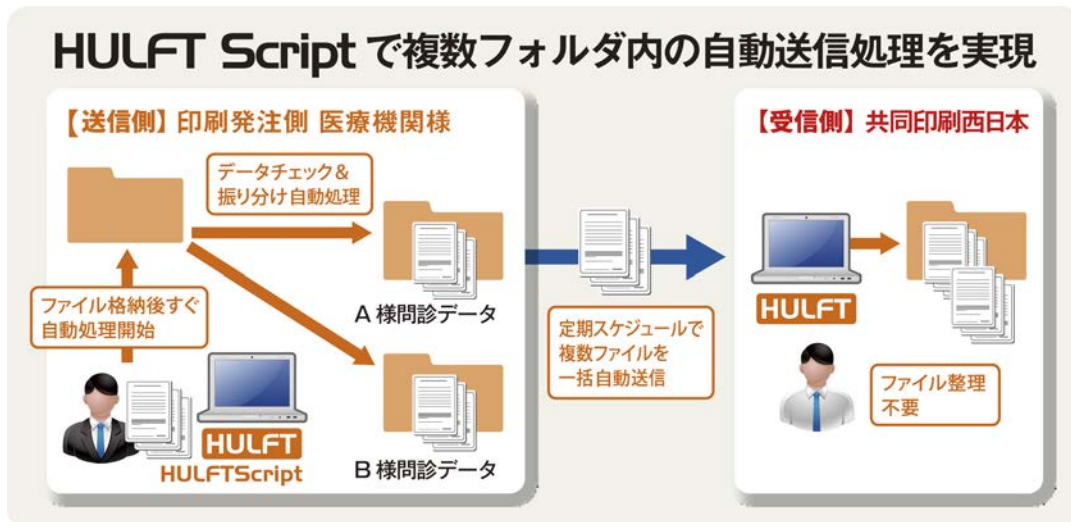 HULFT Script で複数フォルダ内の自動送信処理を実現
【送信側】印刷発注側 医療機関様
データチェック＆
振り分け自動処理
ファイル格納後すぐ
自動処理開始
A 様問診データ
HULFT
HULFTScript
B 様問診データ
定期スケジュールで
複数ファイルを
一括自動送信
【受信側】共同印刷西日本
HULFT
ファイル整理
不要